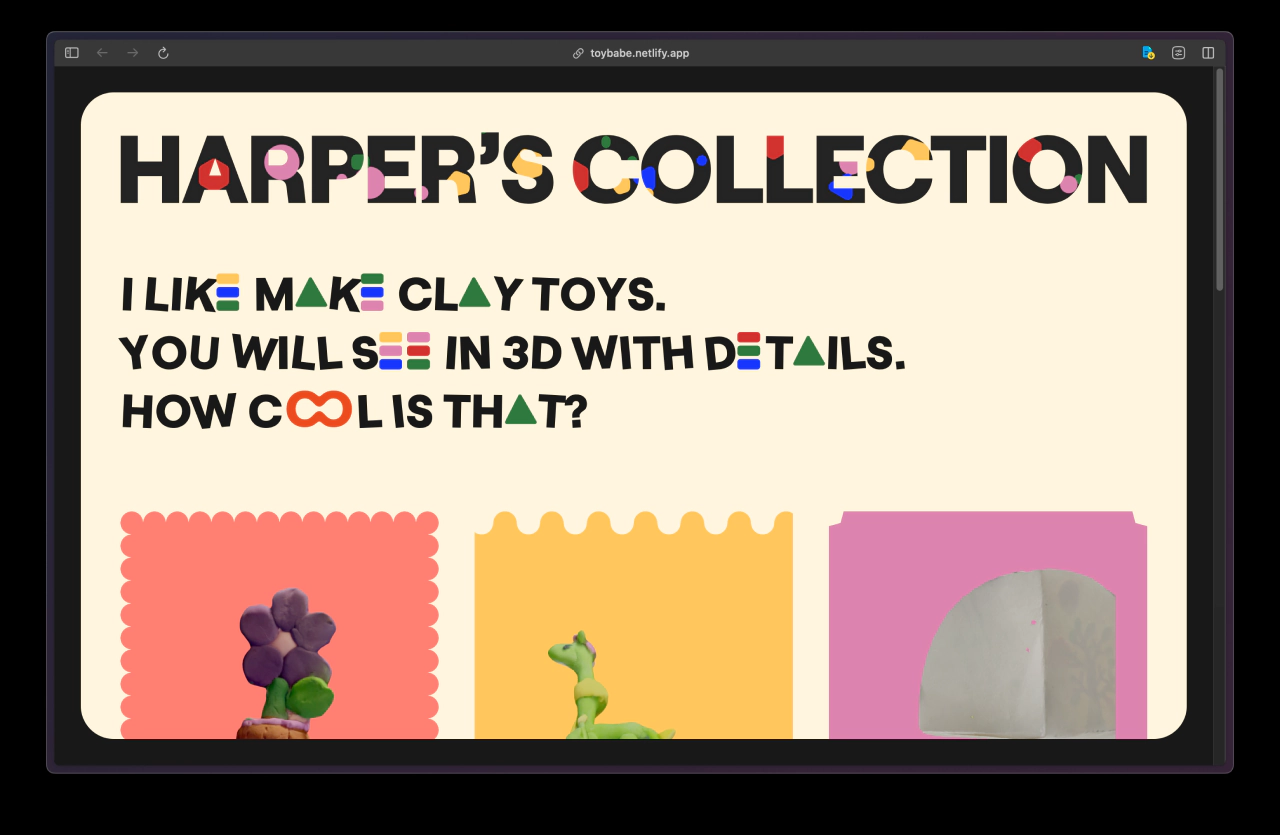 toybabe.netlify.app
HARPER’S COLLECTION
I LIKE MAKE CLAY TOYS.
YOU WILL SEE IN 3D WITH DETAILS.
HOW COOL IS THAT?